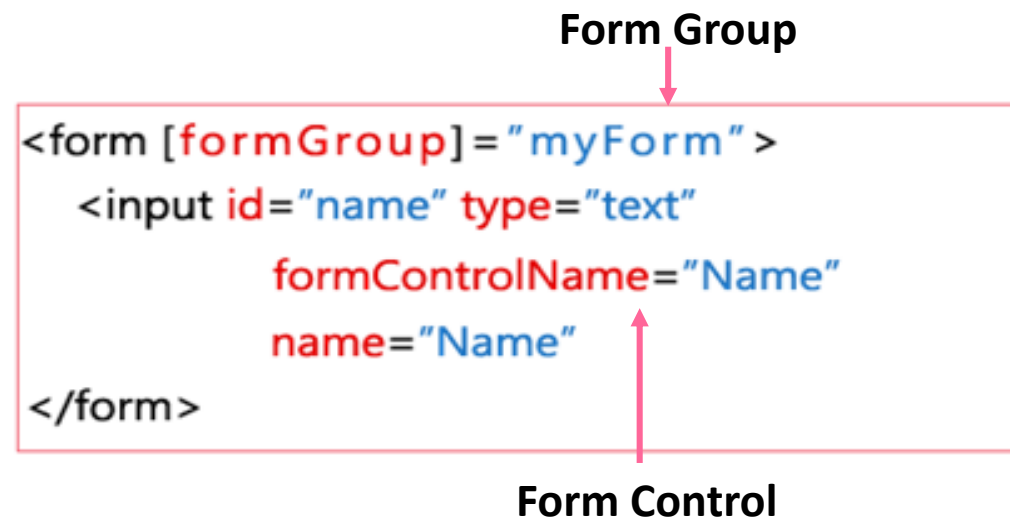 Form Group
<form [formGroup]="myForm">
<input id="name" type="text"
formControlName="Name"
name="Name"
</form>
Form Control